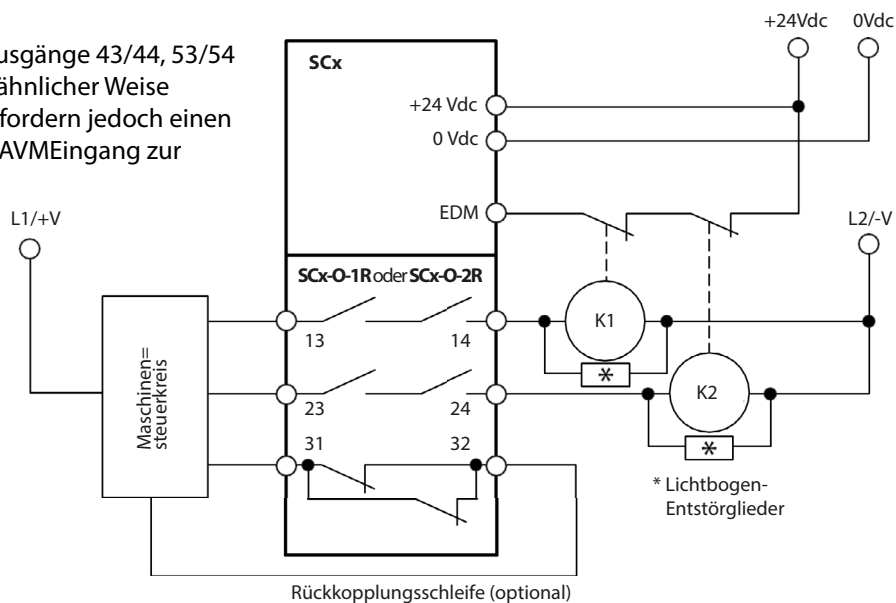 +24Vdc 0Vdc
usgänge 43/44, 53/54
ähnlicher Weise
fordern jedoch einen
AVMEingang zur
SCx
+24 Vdc
0 Vdc
EDM
L1/+V
L2/-V
SCx-O-1R oder SCx-O-2R
13 14
K1
*
Maschinen=
steuerkreis
23 24
K2
*
31 32
* Lichtbogen-
Entstörglieder
Rückkopplungsschleife (optional)